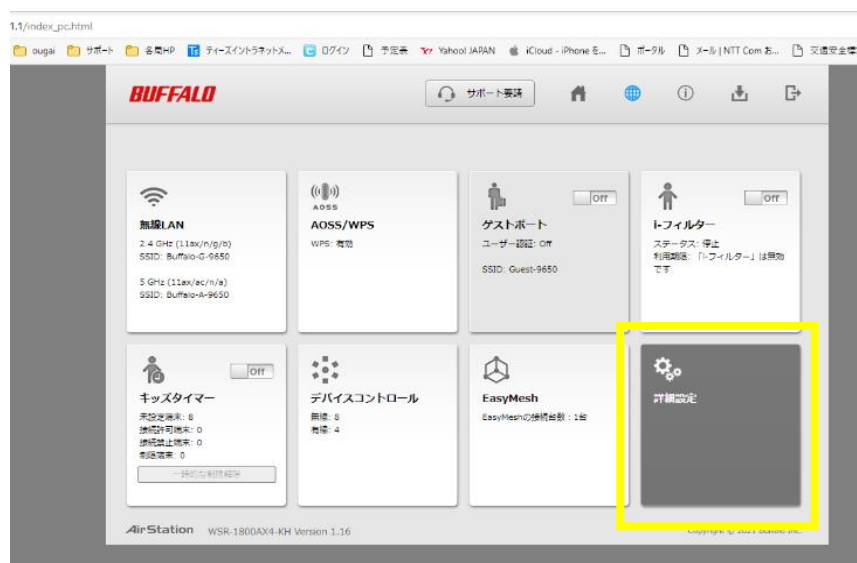 1.1/index_pc.html
ougai サポート 各局HP ティーズイントラネットX... ログイン 予定表 Yahoo! JAPAN iCloud - iPhone を... ポータル メール | NTT Com お...
BUFFALO
サポート要請
無線LAN
2.4 GHz (11ax/n/g/b)
SSID: Buffalo-G-9650
5 GHz (11ax/ac/n/a)
SSID: Buffalo-A-9650
AOSS
AOSS/WPS
WPS: 有効
Off
ゲストポート
ユーザー認証: Off
SSID: Guest-9650
Off
i-フィルター
ステータス: 停止
利用期限: 「i-フィルター」は無効
です
Off
キッズタイマー
未設定端末: 8
接続許可端末: 0
接続禁止端末: 0
制限端末: 0
一時的な制限解除
デバイスコントロール
無線: 8
有線: 4
EasyMesh
EasyMeshの接続台数 : 1台
詳細設定
AirStation WSR-1800AX4-KH Version 1.16
Copyright © 2021 Buffalo Inc.